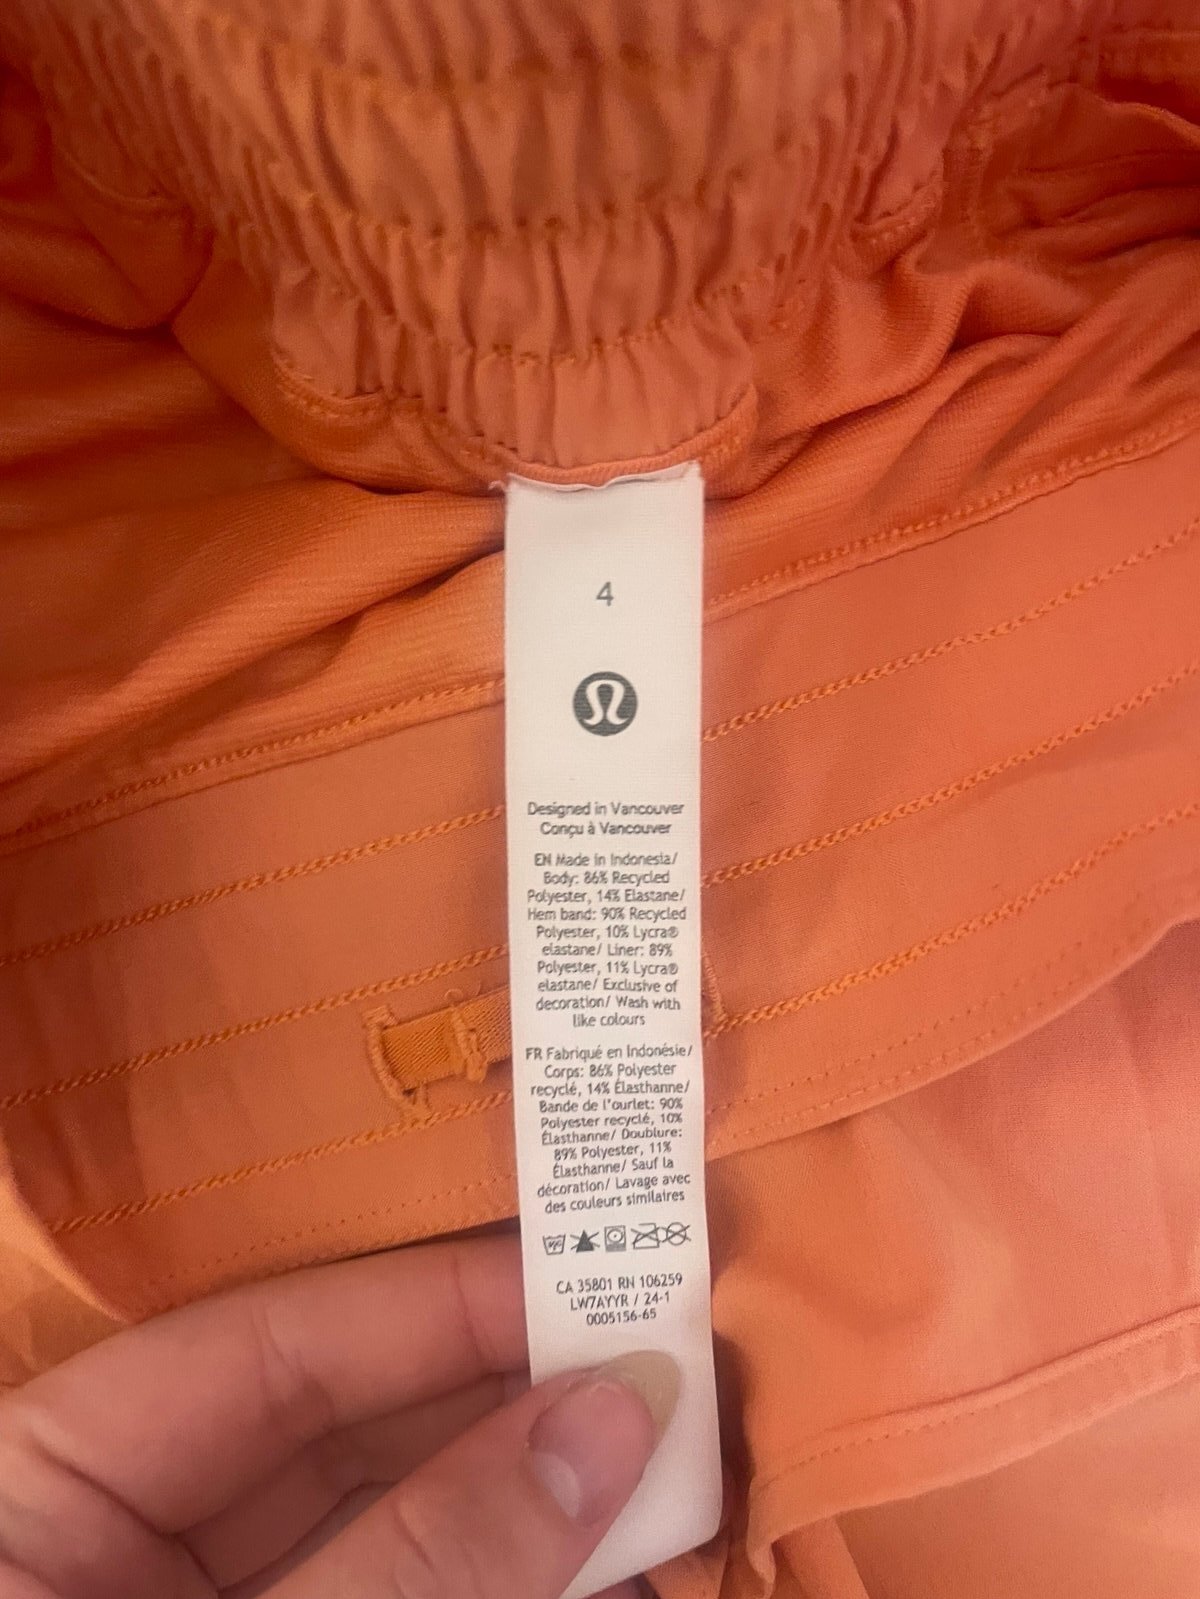 4
Designed in Vancouver
Conçu à Vancouver
EN Made in Indonesia/
Body: 86% Recycled
Polyester, 14% Elastane/
Hem band: 90% Recycled
Polyester, 10% Lycra®
elastane/ Liner: 89%
Polyester, 11% Lycra®
elastane/ Exclusive of
decoration/ Wash with
like colours
FR Fabriqué en Indonésie/
Corps: 86% Polyester
recyclé, 14% Élasthanne/
Bande de l'ourlet: 90%
Polyester recyclé, 10%
Élasthanne/ Doublure:
89% Polyester, 11%
Élasthanne/ Sauf la
décoration/ Lavage avec
des couleurs similaires
CA 35801 RN 106259
LW7AYYR / 24-1
0005156-65